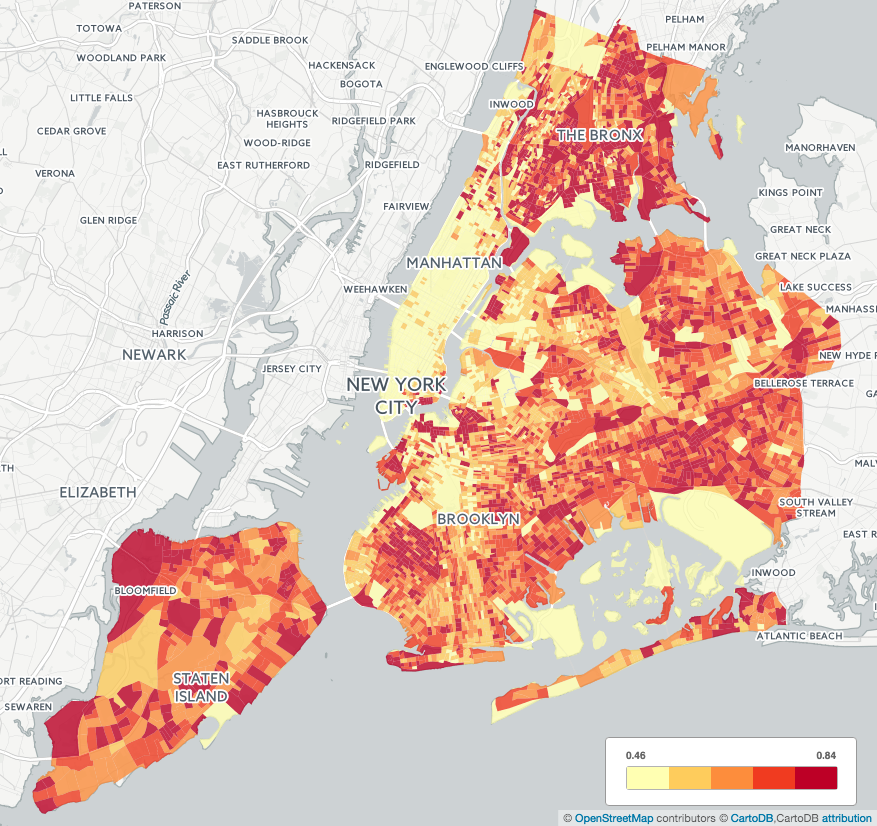 PATERSON
TOTOWA
PELHAM
SADDLE BROOK
PELHAM MANOR
WOODLAND PARK
HACKENSACK
ENGLEWOOD CLIFFS
BOGOTA
LITTLE FALLS
INWOOD
HASBROUCK
HEIGHTS
RIDGEFIELD PARK
CEDAR GROVE
THE BRONX
WOOD-RIDGE
MANORHAVEN
EAST RUTHERFORD
RIDGEFIELD
VERONA
KINGS POINT
FAIRVIEW
GLEN RIDGE
GREAT NECK
GREAT NECK PLAZA
MANHATTAN
Passaic River
WEEHAWKEN
LAKE SUCCESS
MANHASS
HARRISON
NEWARK
NEW HYDE P
JERSEY CITY
NEW YORK
CITY
BELLEROSE TERRACE
GA
TH
MALV
ELIZABETH
SOUTH VALLEY
STREAM
BROOKLYN
EAST R
INWOOD
BLOOMFIELD
ATLANTIC BEACH
STATEN
ISLAND
ORT READING
SEWAREN
0.46 0.84
© OpenStreetMap contributors © CartoDB,CartoDB attribution